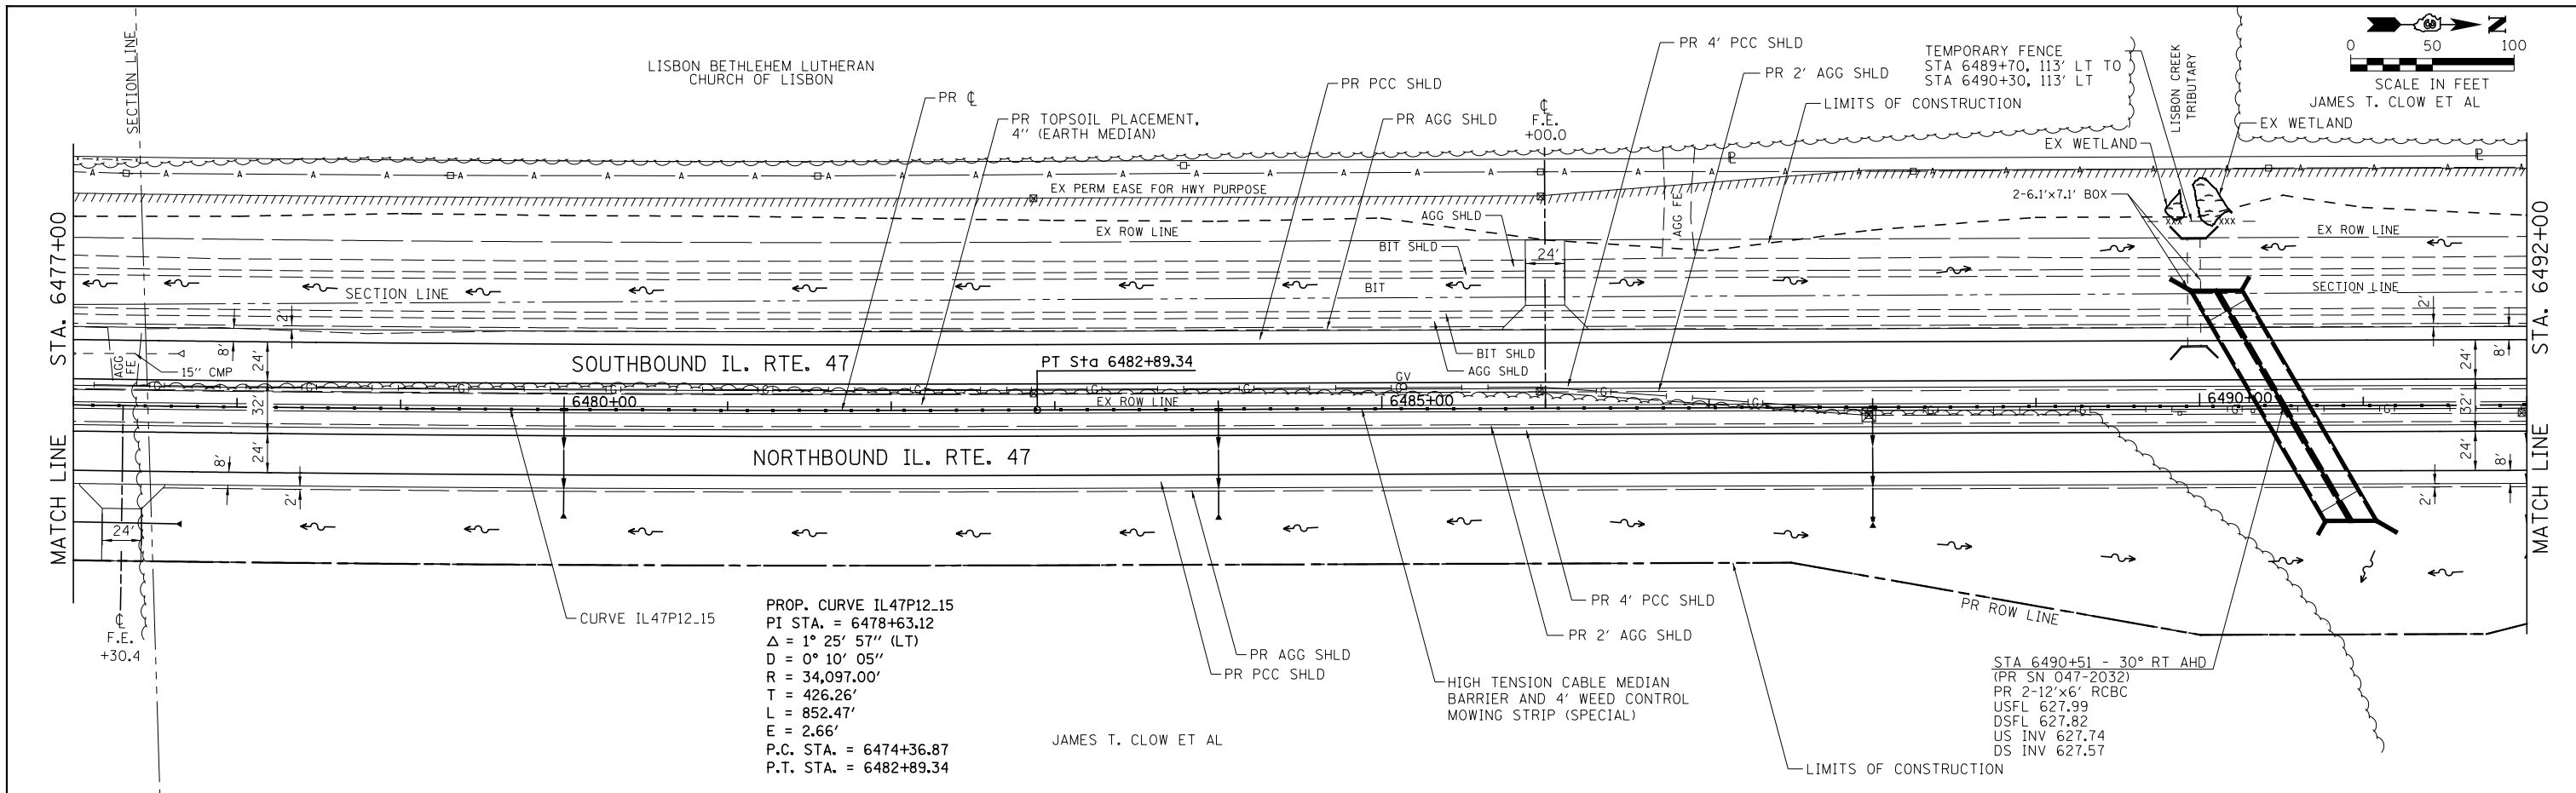 SECTION LINE
LISBON BETHLEHEM LUTHERAN
CHURCH OF LISBON
PR ℄
PR TOPSOIL PLACEMENT,
4" (EARTH MEDIAN)
PR PCC SHLD
PR AGG SHLD
℄
F.E.
+00.0
PR 4' PCC SHLD
PR 2' AGG SHLD
LIMITS OF CONSTRUCTION
TEMPORARY FENCE
STA 6489+70, 113' LT TO
STA 6490+30, 113' LT
LISBON CREEK
TRIBUTARY
N
0 50 100
SCALE IN FEET
JAMES T. CLOW ET AL
EX WETLAND
EX WETLAND
EX PERM EASE FOR HWY PURPOSE
2-6.1'x7.1' BOX
EX ROW LINE
AGG SHLD
BIT SHLD
24'
AGG FE
EX ROW LINE
SECTION LINE
BIT
SECTION LINE
MATCH LINE STA. 6477+00
MATCH LINE STA. 6492+00
2'
8'
24'
AGG
FE
15" CMP
SOUTHBOUND IL. RTE. 47
PT Sta 6482+89.34
BIT SHLD
AGG SHLD
2'
8'
24'
GV
32'
6480+00
EX ROW LINE
6485+00
6490+00
32'
24'
8'
2'
NORTHBOUND IL. RTE. 47
24'
8'
2'
24'
℄
F.E.
+30.4
CURVE IL47P12_15
PROP. CURVE IL47P12_15
PI STA. = 6478+63.12
Δ = 1° 25' 57" (LT)
D = 0° 10' 05"
R = 34,097.00'
T = 426.26'
L = 852.47'
E = 2.66'
P.C. STA. = 6474+36.87
P.T. STA. = 6482+89.34
PR AGG SHLD
PR PCC SHLD
JAMES T. CLOW ET AL
PR 4' PCC SHLD
PR 2' AGG SHLD
HIGH TENSION CABLE MEDIAN
BARRIER AND 4' WEED CONTROL
MOWING STRIP (SPECIAL)
LIMITS OF CONSTRUCTION
PR ROW LINE
STA 6490+51 - 30° RT AHD
(PR SN 047-2032)
PR 2-12'x6' RCBC
USFL 627.99
DSFL 627.82
US INV 627.74
DS INV 627.57